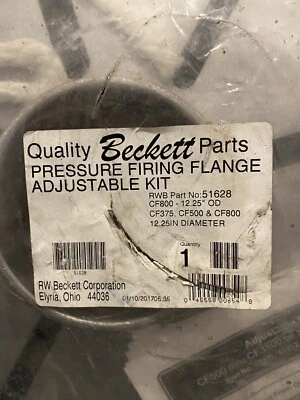 Quality Beckett Parts
PRESSURE FIRING FLANGE
ADJUSTABLE KIT
RWB Part No:51628
CF800 - 12.25" OD
CF375, CF500 & CF800
12.25IN DIAMETER
Quantity
1
51628
RW Beckett Corporation
Elyria, Ohio 44036